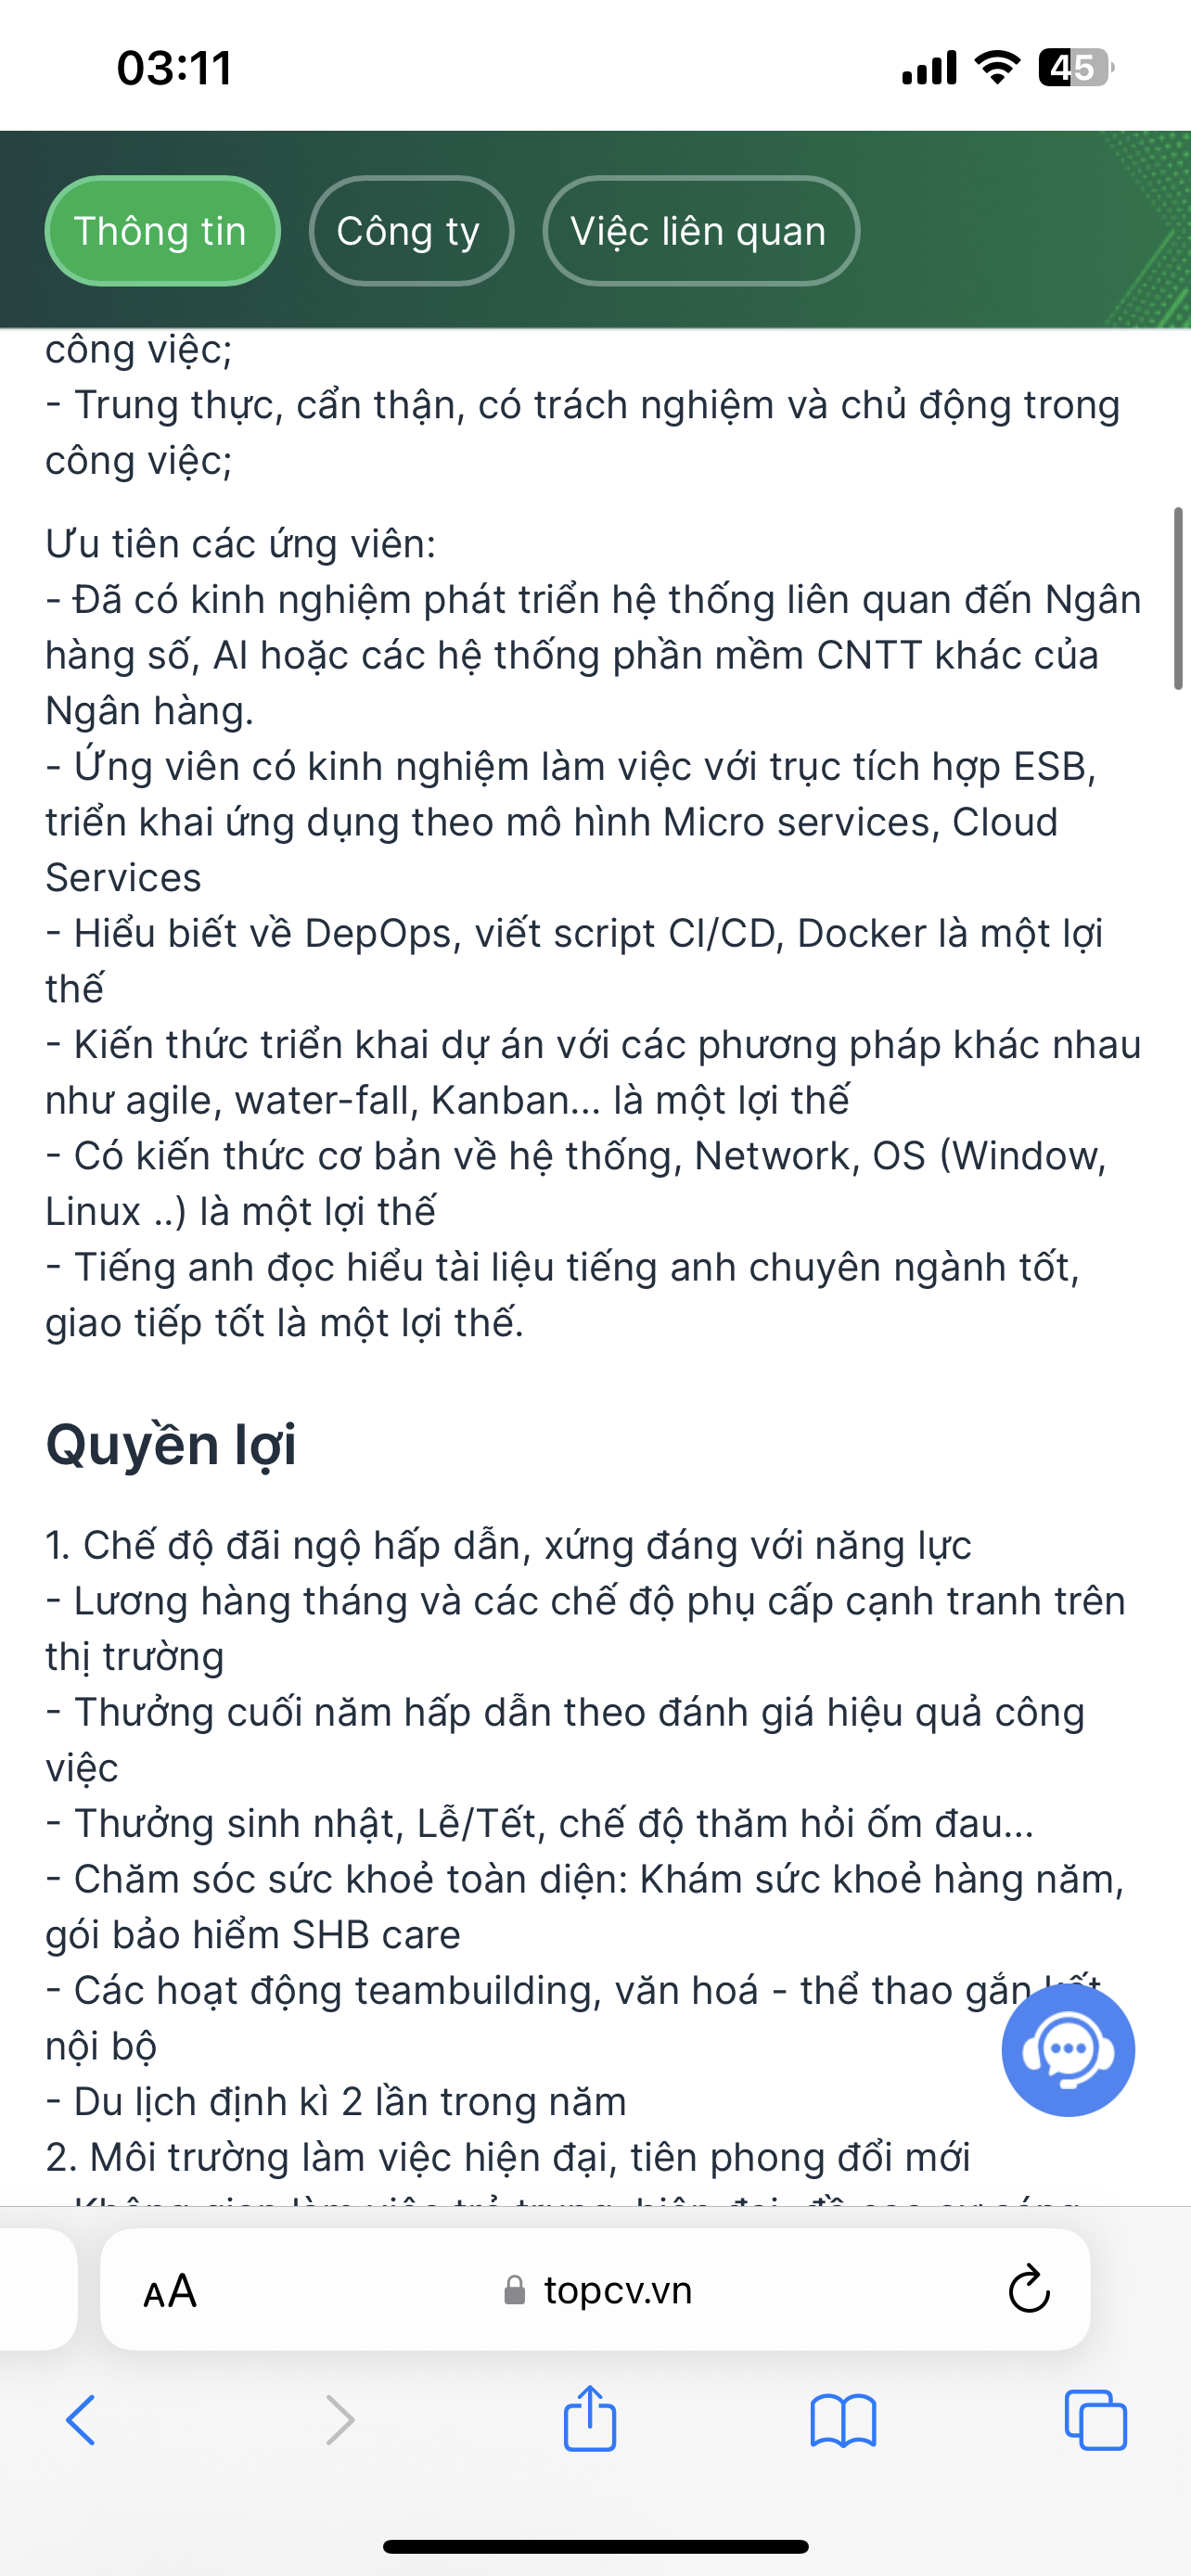 03:11
45
Thông tin
Công ty
Việc liên quan
công việc;
- Trung thực, cẩn thận, có trách nghiệm và chủ động trong
công việc;
Ưu tiên các ứng viên:
- Đã có kinh nghiệm phát triển hệ thống liên quan đến Ngân
hàng số, AI hoặc các hệ thống phần mềm CNTT khác của
Ngân hàng.
- Ứng viên có kinh nghiệm làm việc với trục tích hợp ESB,
triển khai ứng dụng theo mô hình Micro services, Cloud
Services
- Hiểu biết về DepOps, viết script CI/CD, Docker là một lợi
thế
- Kiến thức triển khai dự án với các phương pháp khác nhau
như agile, water-fall, Kanban... là một lợi thế
- Có kiến thức cơ bản về hệ thống, Network, OS (Window,
Linux ..) là một lợi thế
- Tiếng anh đọc hiểu tài liệu tiếng anh chuyên ngành tốt,
giao tiếp tốt là một lợi thế.
Quyền lợi
1. Chế độ đãi ngộ hấp dẫn, xứng đáng với năng lực
- Lương hàng tháng và các chế độ phụ cấp cạnh tranh trên
thị trường
- Thưởng cuối năm hấp dẫn theo đánh giá hiệu quả công
việc
- Thưởng sinh nhật, Lễ/Tết, chế độ thăm hỏi ốm đau...
- Chăm sóc sức khoẻ toàn diện: Khám sức khoẻ hàng năm,
gói bảo hiểm SHB care
- Các hoạt động teambuilding, văn hoá - thể thao gắn kết
nội bộ
- Du lịch định kì 2 lần trong năm
2. Môi trường làm việc hiện đại, tiên phong đổi mới
AA
topcv.vn